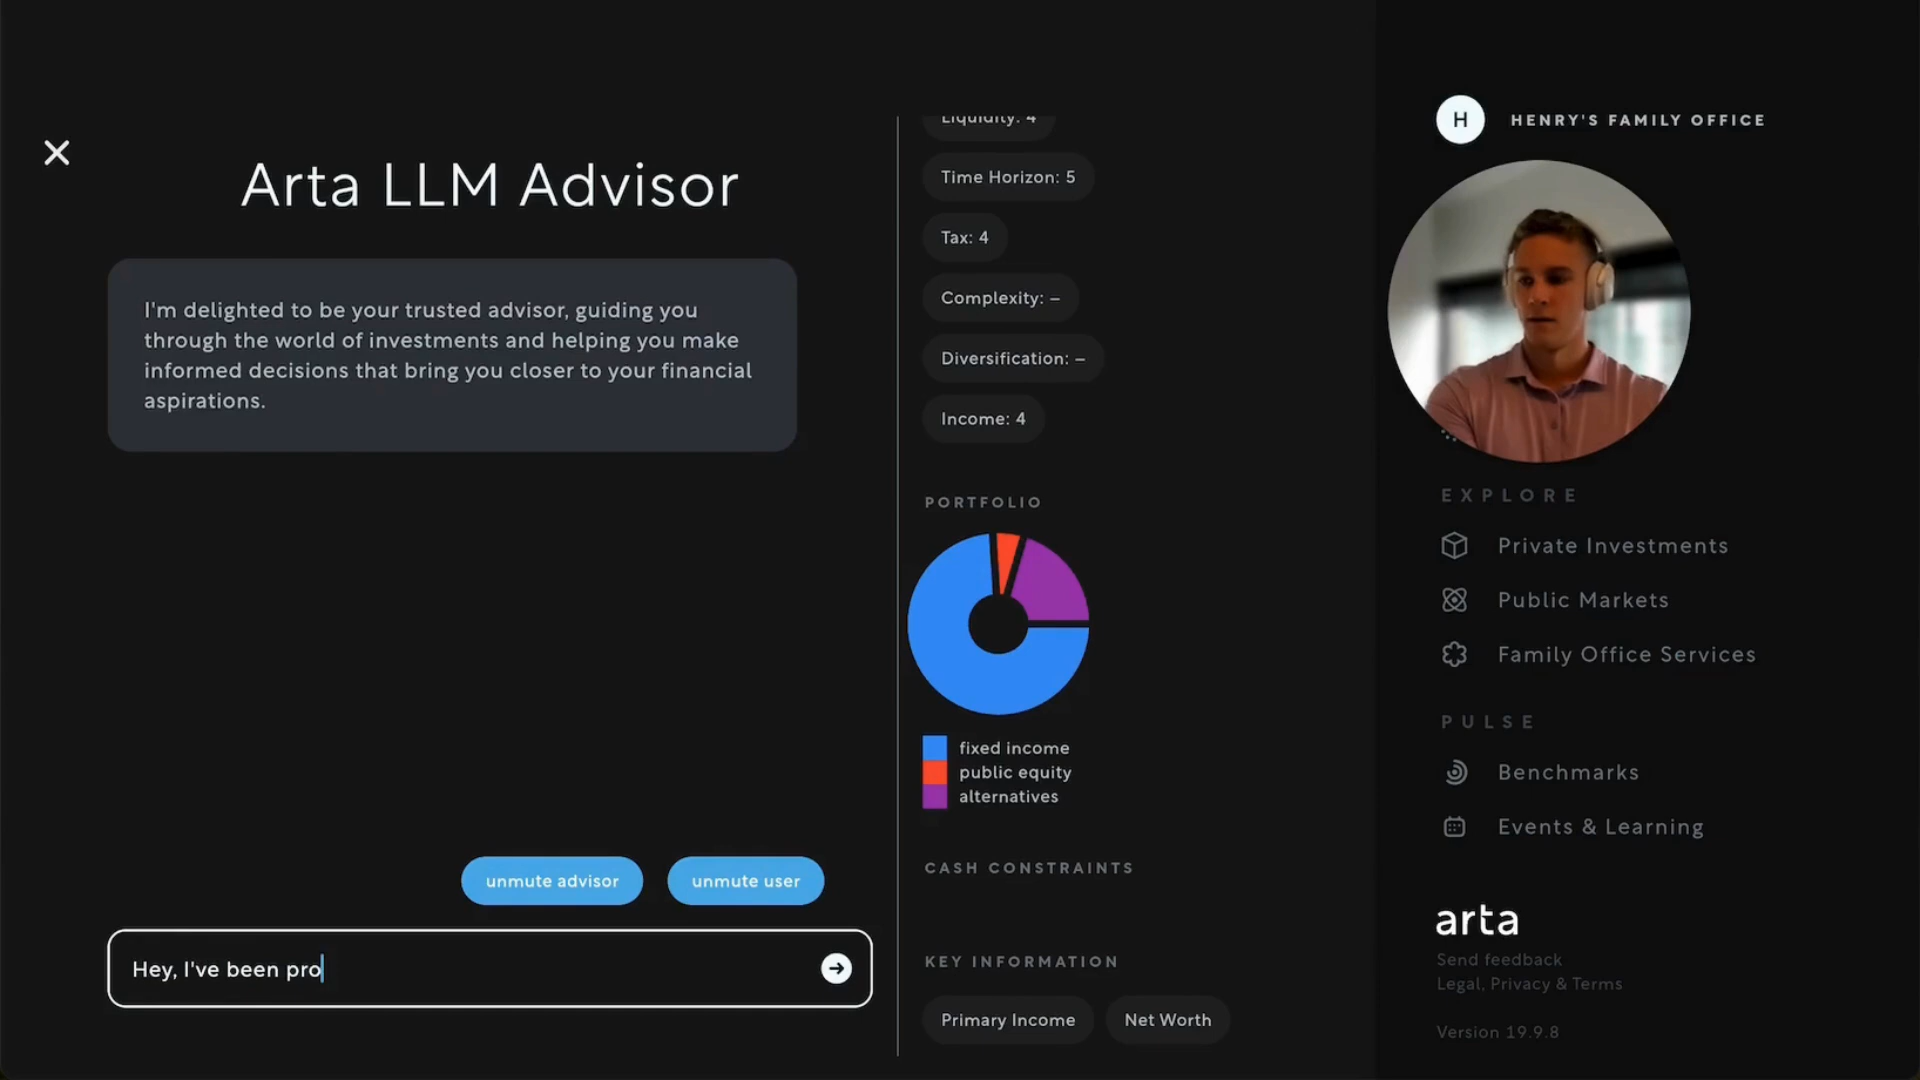 Arta LLM Advisor
I'm delighted to be your trusted advisor, guiding you
through the world of investments and helping you make
informed decisions that bring you closer to your financial
aspirations.
unmute advisor
unmute user
Hey, I've been pro
Liquidity: 4
Time Horizon: 5
Tax: 4
Complexity: –
Diversification: –
Income: 4
PORTFOLIO
fixed income
public equity
alternatives
CASH CONSTRAINTS
KEY INFORMATION
Primary Income
Net Worth
H
HENRY'S FAMILY OFFICE
EXPLORE
Private Investments
Public Markets
Family Office Services
PULSE
Benchmarks
Events & Learning
arta
Send feedback
Legal, Privacy & Terms
Version 19.9.8